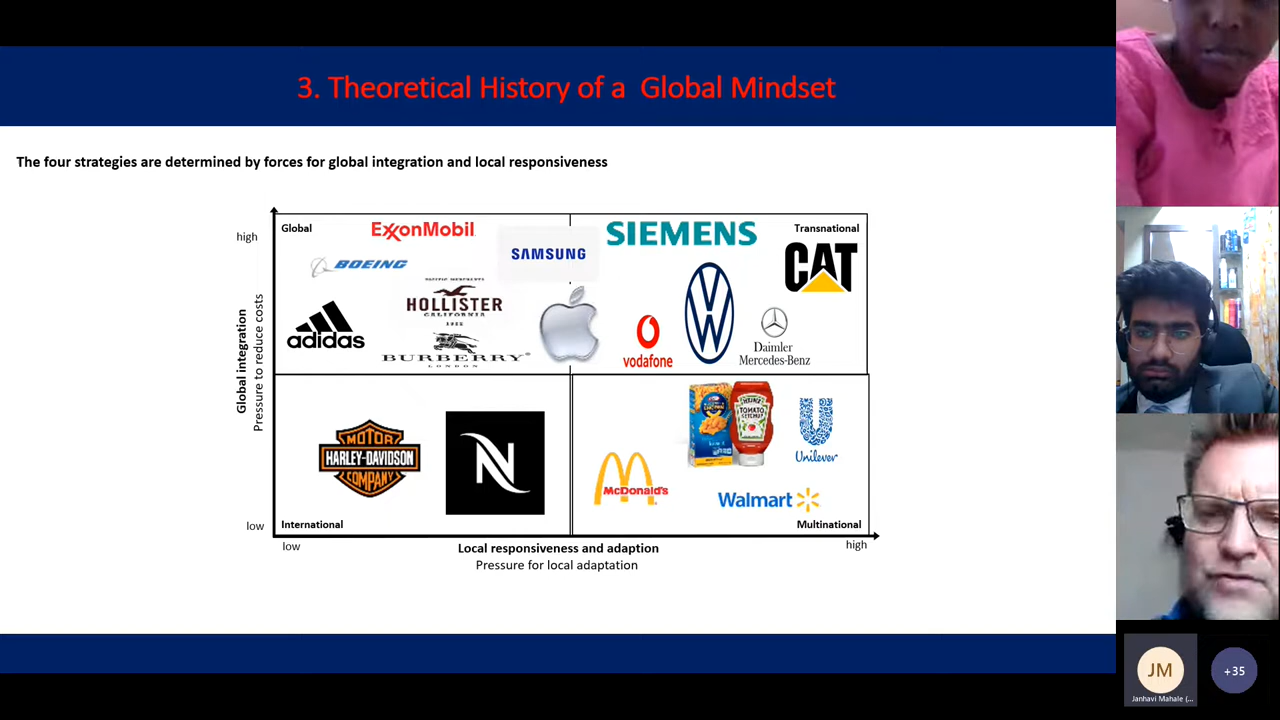 3. Theoretical History of a Global Mindset
The four strategies are determined by forces for global integration and local responsiveness
high
Global
ExxonMobil
SAMSUNG
SIEMENS
Transnational
BOEING
CAT
adidas
HOLLISTER
CALIFORNIA
BURBERRY
LONDON
vodafone
Daimler
Mercedes-Benz
Global integration
Pressure to reduce costs
MOTOR
HARLEY-DAVIDSON
COMPANY
N
McDonald's
HEINZ
TOMATO
KETCHUP
Unilever
Walmart
low
International
Multinational
low
Local responsiveness and adaption
high
Pressure for local adaptation
JM
Janhavi Mahale (...
+35